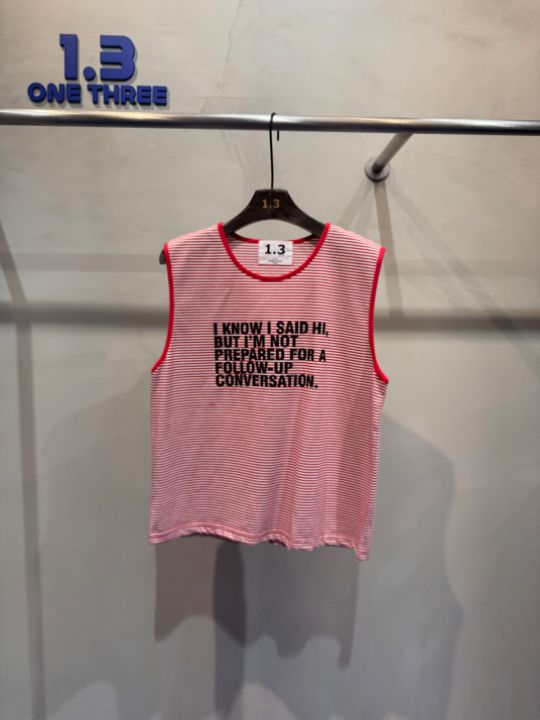 1.3
ONE THREE
1.3
1.3
I KNOW I SAID HI,
BUT I'M NOT
PREPARED FOR A
FOLLOW-UP
CONVERSATION.